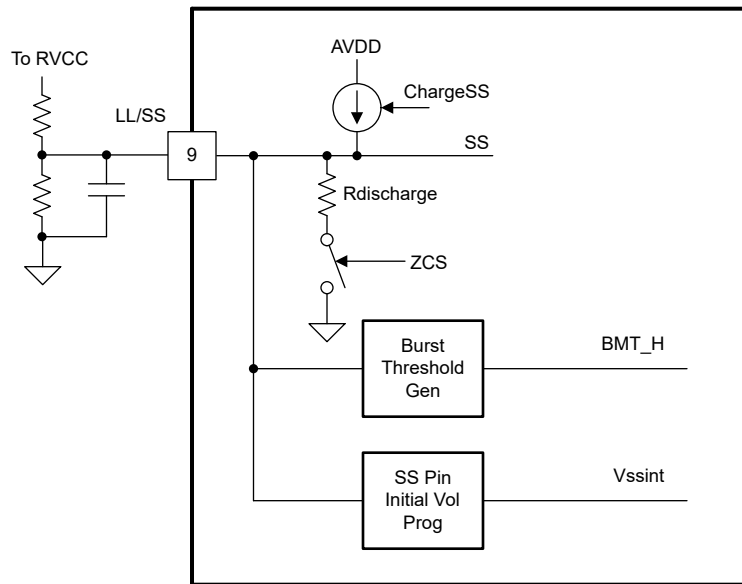 AVDD
To RVCC
ChargeSS
LL/SS
9
SS
Rdischarge
ZCS
Burst
Threshold
Gen
BMT_H
SS Pin
Initial Vol
Prog
Vssint